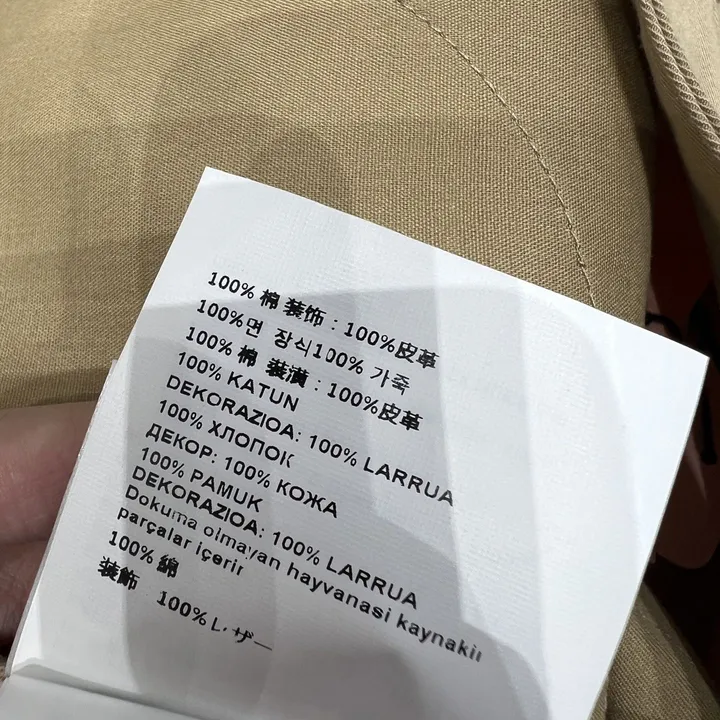 100% 棉 装饰 : 100%皮革
100%면 장식100% 가죽
100% 棉 装潢 : 100%皮革
100% KATUN
DEKORAZIOA: 100% LARRUA
100% ХЛОПОК
ДЕКОР: 100% КОЖА
100% PAMUK
DEKORAZIOA: 100% LARRUA
Dokuma olmayan hayvanasi kaynakiı
parçalar içerir
100% 綿
装飾 100%レザー